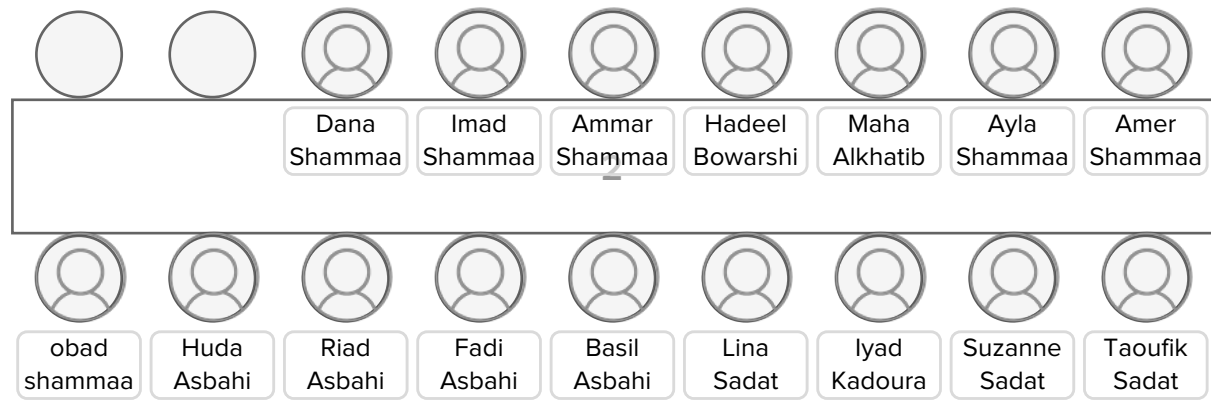 Dana Imad Ammar Hadeel Maha Ayla Amer
Shammaa Shammaa Shammaa Bowarshi Alkhatib Shammaa Shammaa
2
obad Huda Riad Fadi Basil Lina Iyad Suzanne Taoufik
shammaa Asbahi Asbahi Asbahi Asbahi Sadat Kadoura Sadat Sadat